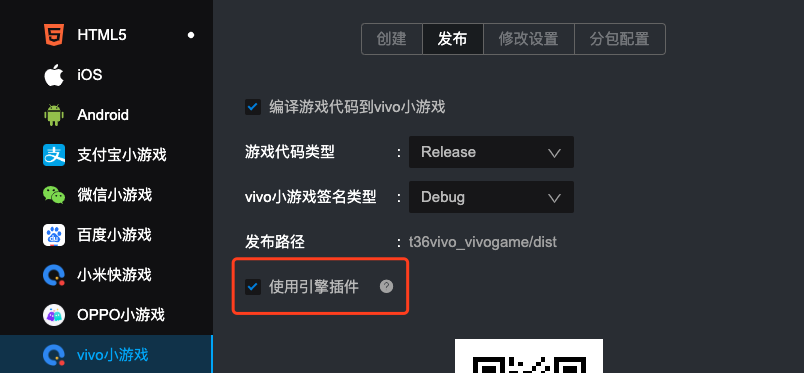 HTML5
iOS
Android
支付宝小游戏
微信小游戏
百度小游戏
小米快游戏
OPPO小游戏
vivo小游戏
创建 发布 修改设置 分包配置
编译游戏代码到vivo小游戏
游戏代码类型 : Release
vivo小游戏签名类型 : Debug
发布路径 : t36vivo_vivogame/dist
使用引擎插件 ?